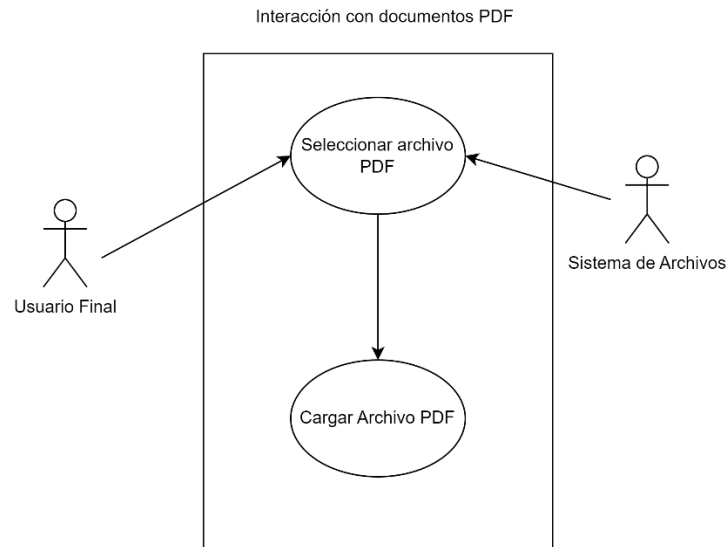 Interacción con documentos PDF
Seleccionar archivo
PDF
Usuario Final
Sistema de Archivos
Cargar Archivo PDF